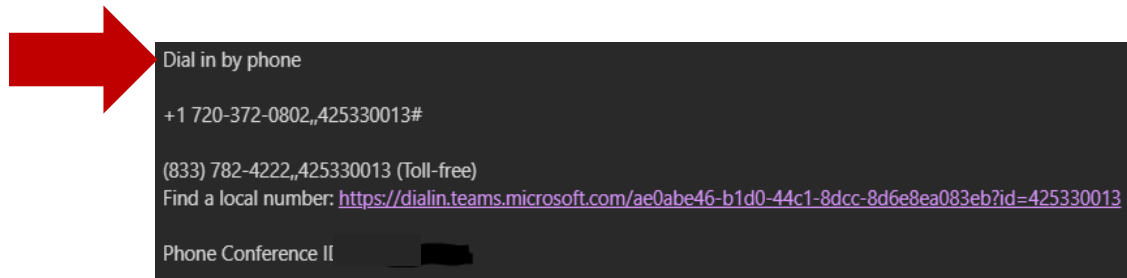 Dial in by phone
+1 720-372-0802,,425330013#
(833) 782-4222,,425330013 (Toll-free)
Find a local number: https://dialin.teams.microsoft.com/ae0abe46-b1d0-44c1-8dcc-8d6e8ea083eb?id=425330013
Phone Conference